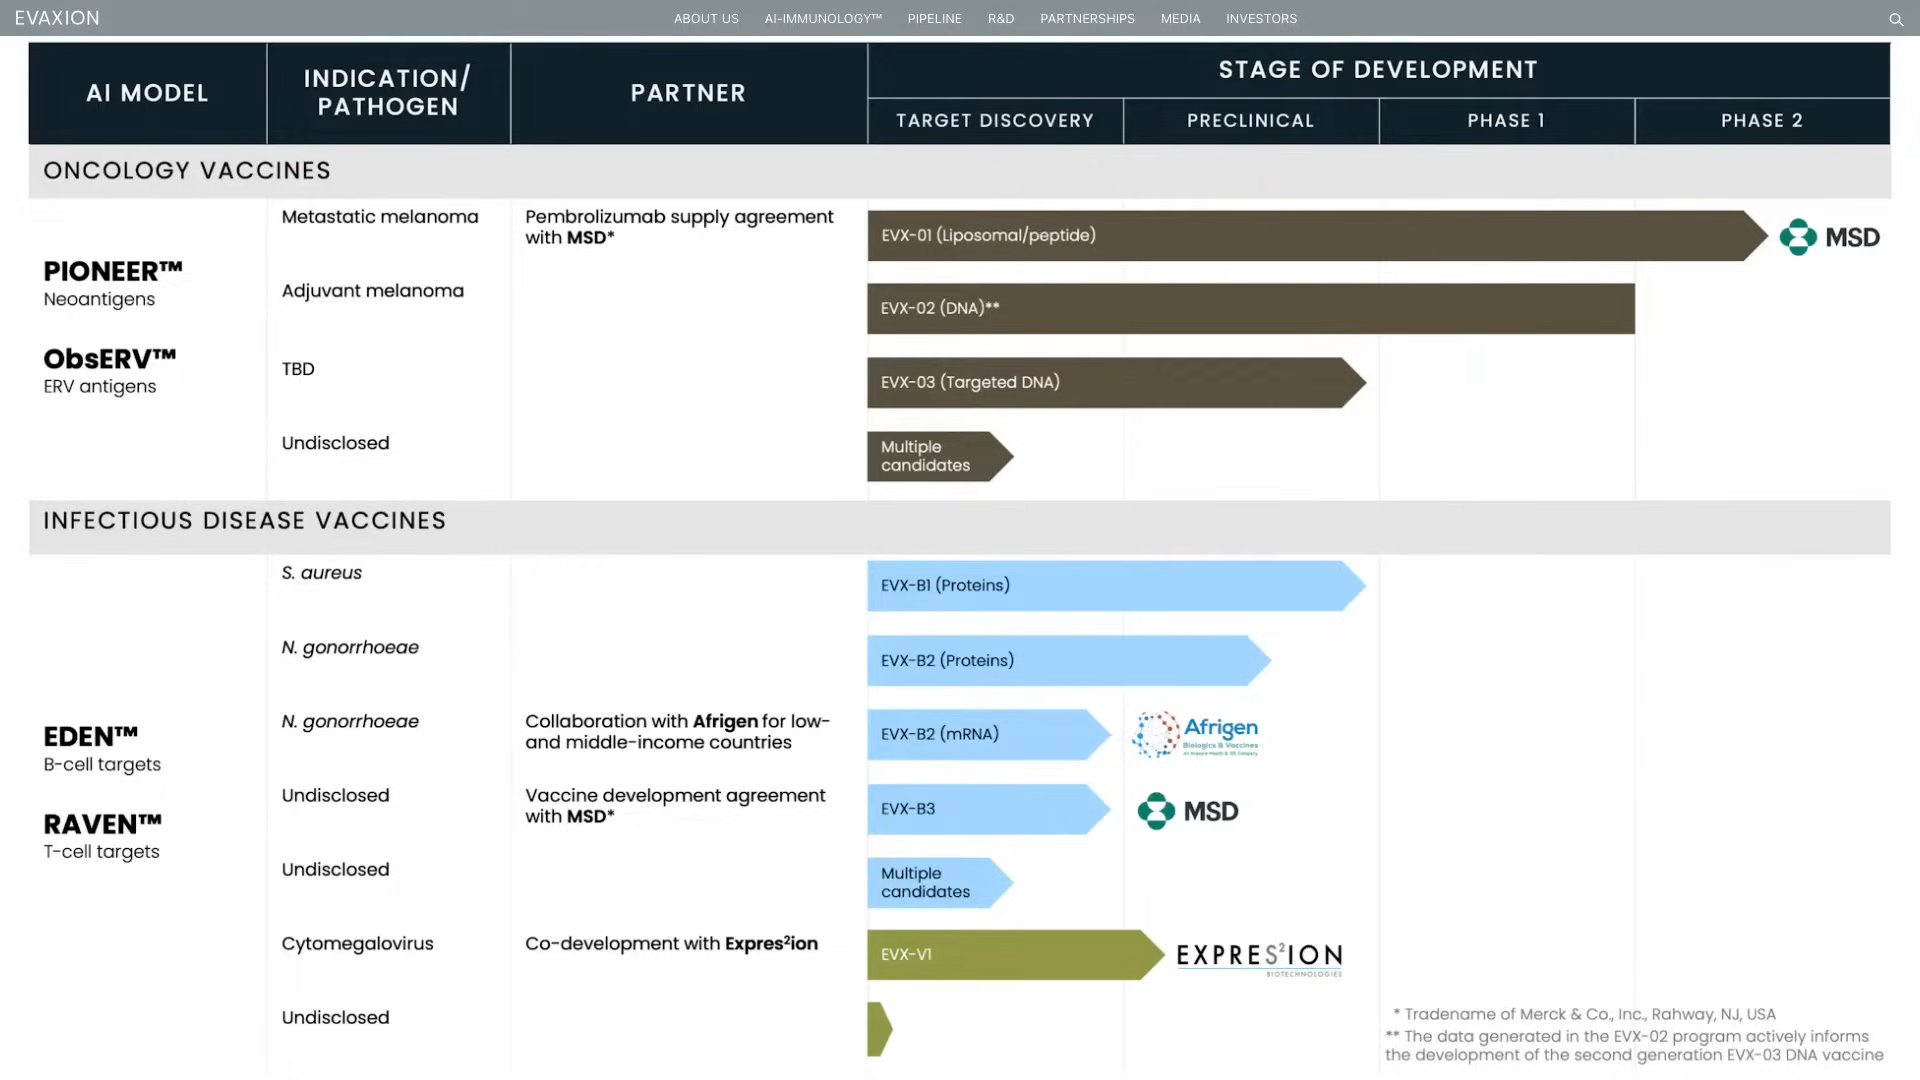 EVAXION
ABOUT US
AI-IMMUNOLOGY™
PIPELINE
R&D
PARTNERSHIPS
MEDIA
INVESTORS
AI MODEL
INDICATION/
PATHOGEN
PARTNER
STAGE OF DEVELOPMENT
TARGET DISCOVERY
PRECLINICAL
PHASE 1
PHASE 2
ONCOLOGY VACCINES
PIONEER™
Neoantigens
ObsERV™
ERV antigens
Metastatic melanoma
Pembrolizumab supply agreement
with MSD*
EVX-01 (Liposomal/peptide)
MSD
Adjuvant melanoma
EVX-02 (DNA)**
TBD
EVX-03 (Targeted DNA)
Undisclosed
Multiple
candidates
INFECTIOUS DISEASE VACCINES
EDEN™
B-cell targets
RAVEN™
T-cell targets
S. aureus
EVX-B1 (Proteins)
N. gonorrhoeae
EVX-B2 (Proteins)
N. gonorrhoeae
Collaboration with Afrigen for low-
and middle-income countries
EVX-B2 (mRNA)
Afrigen
Biologics & Vaccines
Undisclosed
Vaccine development agreement
with MSD*
EVX-B3
MSD
Undisclosed
Multiple
candidates
Cytomegalovirus
Co-development with Expres²ion
EVX-V1
EXPRES²ION
BIOTECHNOLOGIES
Undisclosed
* Tradename of Merck & Co., Inc., Rahway, NJ, USA
** The data generated in the EVX-02 program actively informs
the development of the second generation EVX-03 DNA vaccine